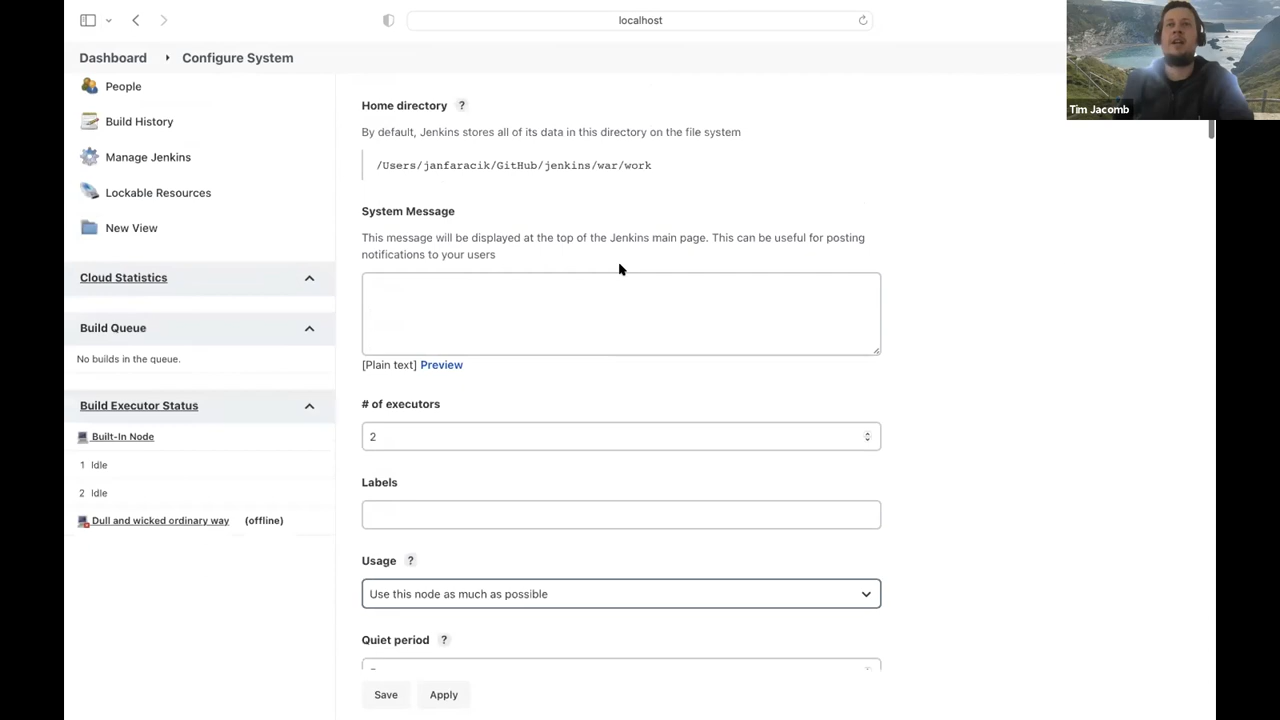 localhost
Dashboard
Configure System
Tim Jacomb
People
Build History
Manage Jenkins
Lockable Resources
New View
Cloud Statistics
Build Queue
No builds in the queue.
Build Executor Status
Built-In Node
1 Idle
2 Idle
Dull and wicked ordinary way (offline)
Home directory ?
By default, Jenkins stores all of its data in this directory on the file system
/Users/janfaracik/GitHub/jenkins/war/work
System Message
This message will be displayed at the top of the Jenkins main page. This can be useful for posting
notifications to your users
[Plain text] Preview
# of executors
2
Labels
Usage ?
Use this node as much as possible
Quiet period ?
Save
Apply